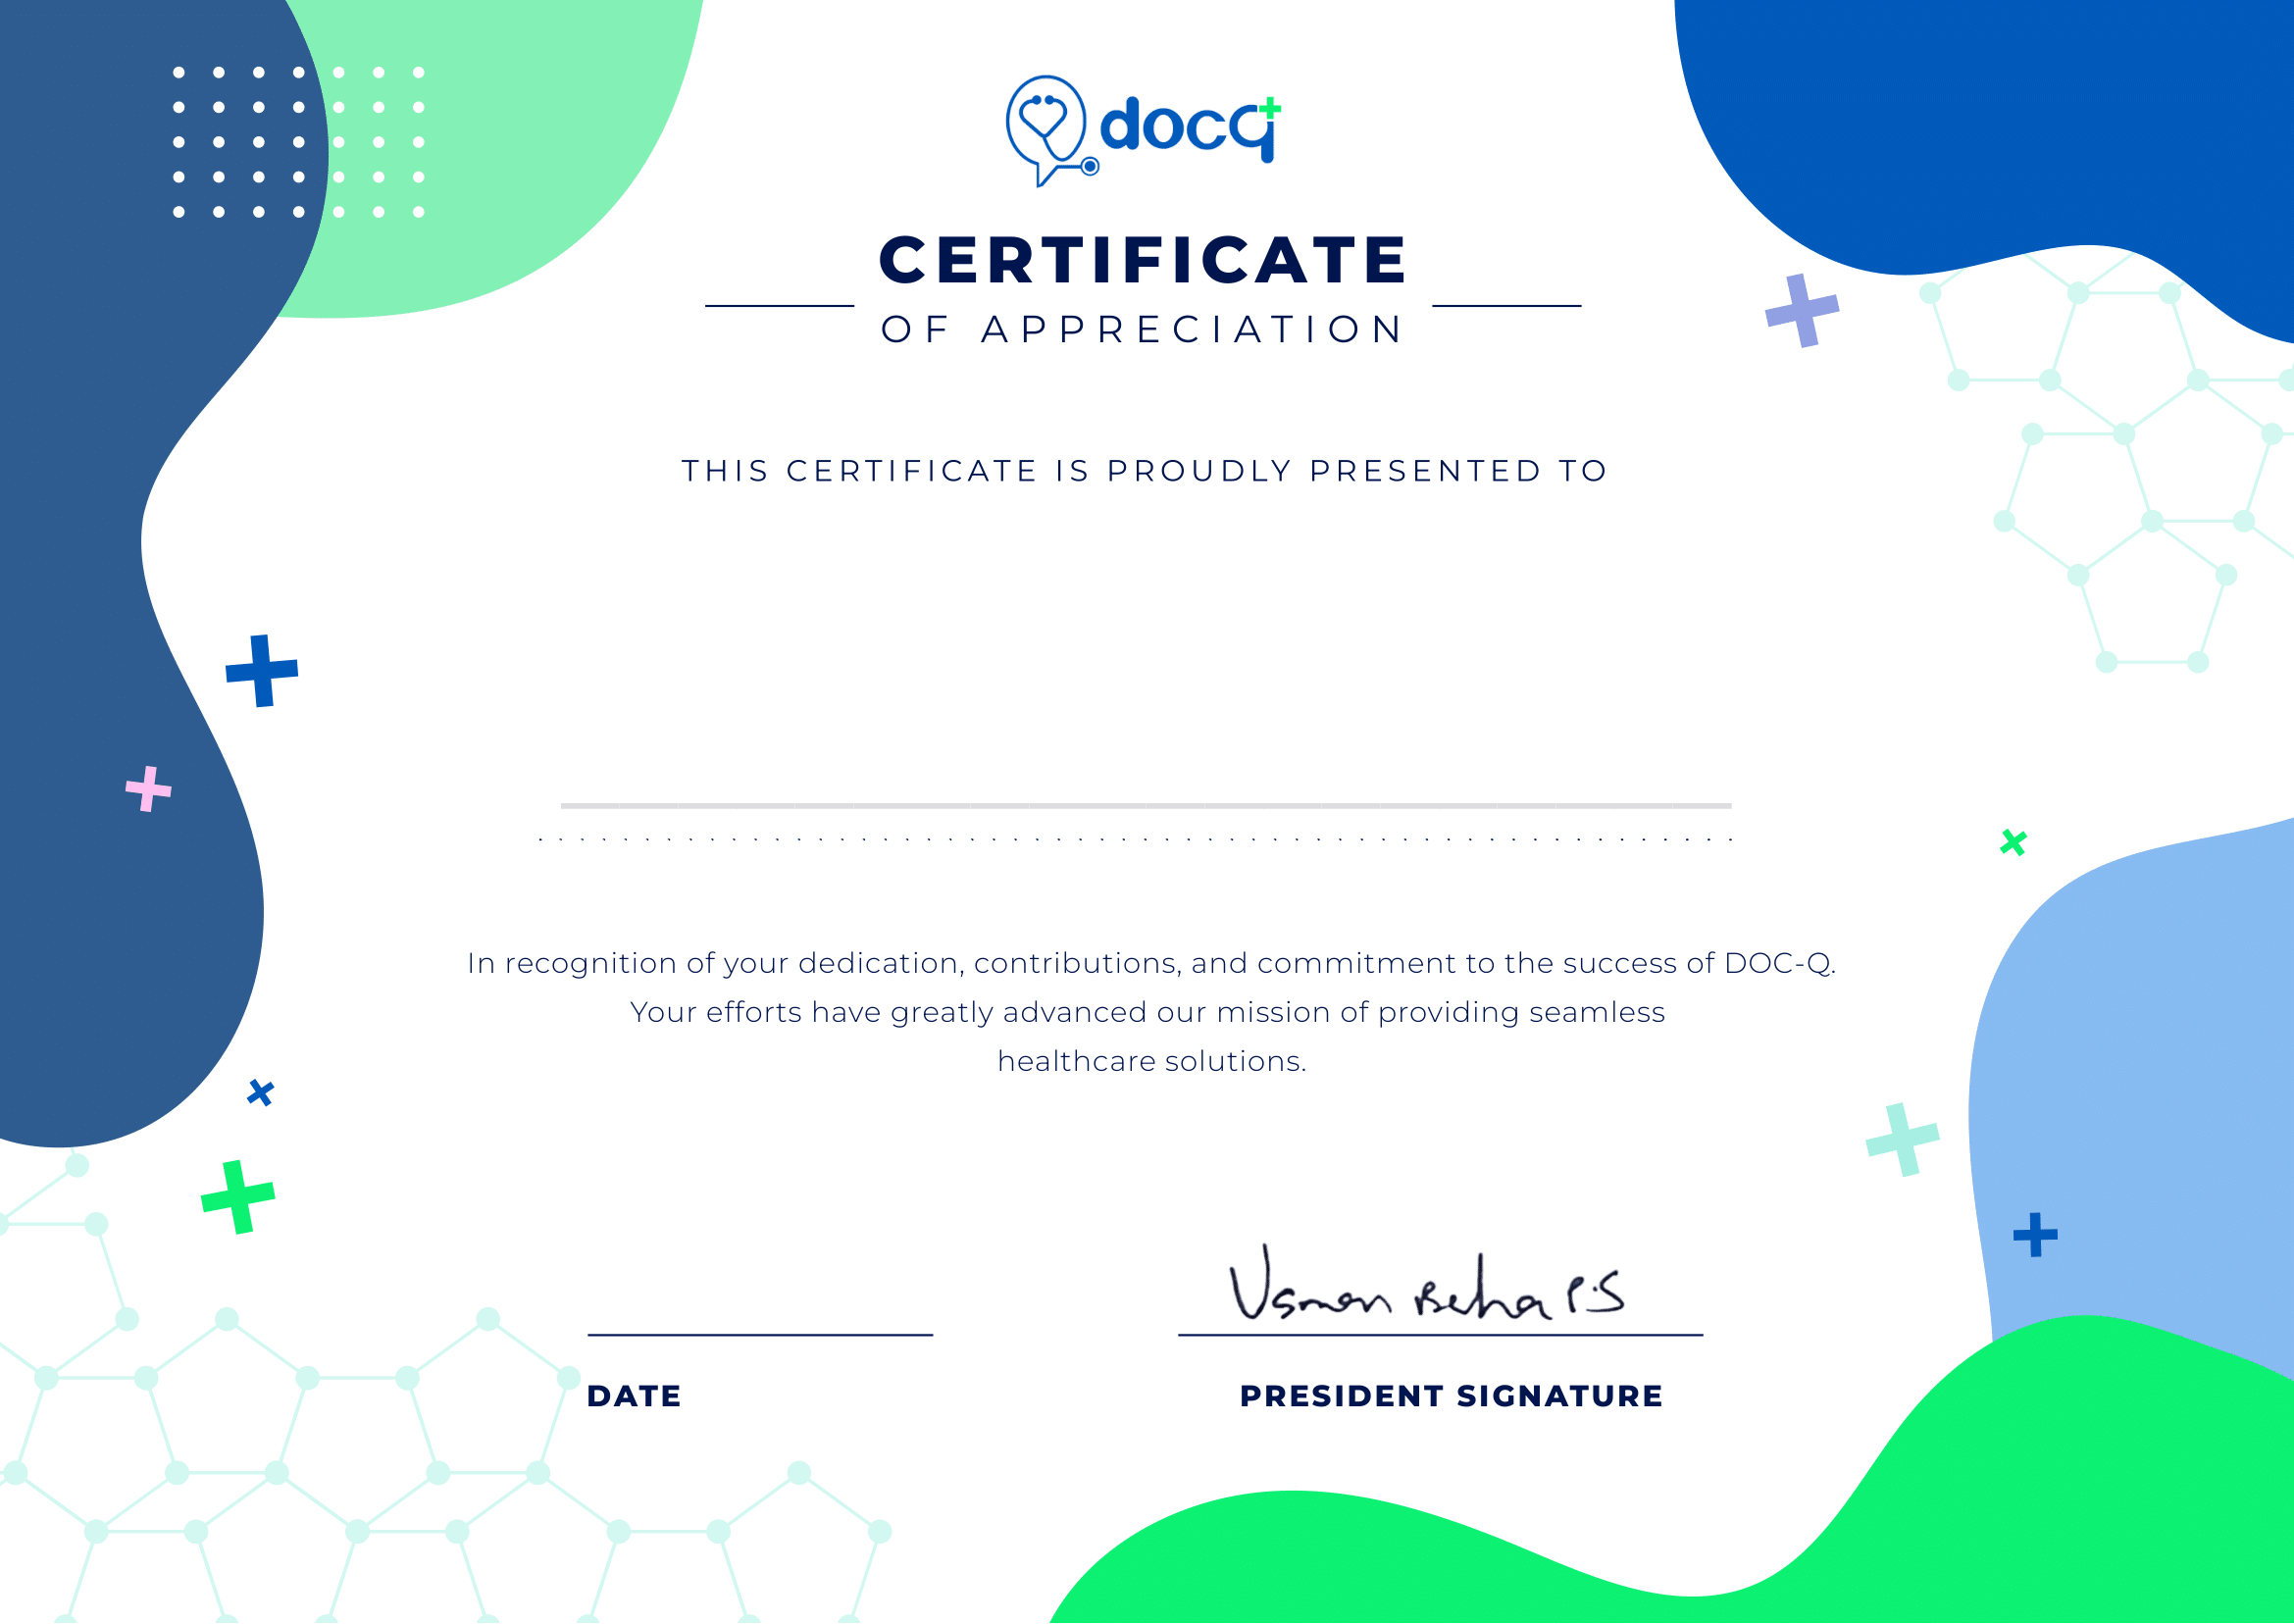 docq+
CERTIFICATE
OF APPRECIATION
THIS CERTIFICATE IS PROUDLY PRESENTED TO
In recognition of your dedication, contributions, and commitment to the success of DOC-Q.
Your efforts have greatly advanced our mission of providing seamless
healthcare solutions.
Usman Beha P.S
DATE
PRESIDENT SIGNATURE